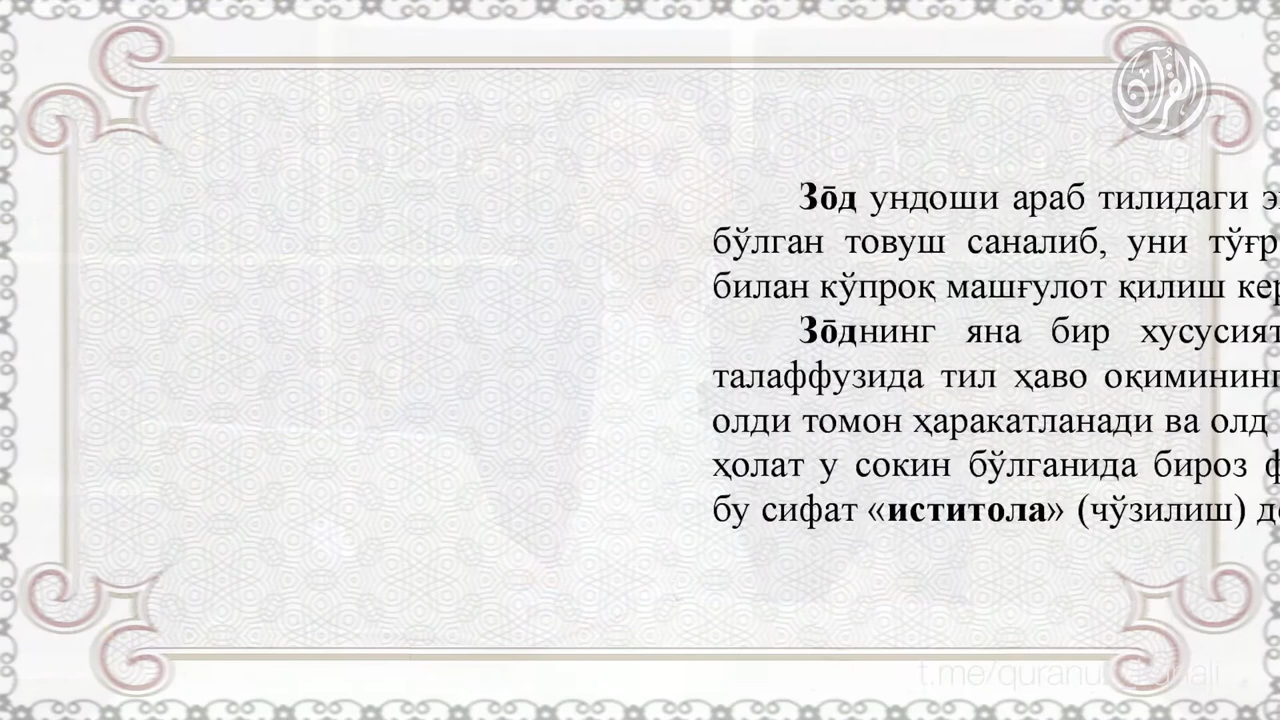 Зо̄д ундоши араб тилидаги
бўлган товуш саналиб, уни
билан кўпроқ машғулот қилиш
Зо̄днинг яна бир
талаффузида тил ҳаво оқимининг
олди томон ҳаракатланади ва олд
ҳолат у сокин бўлганида бироз
бу сифат «иститола» (чўзилиш)
القرآن